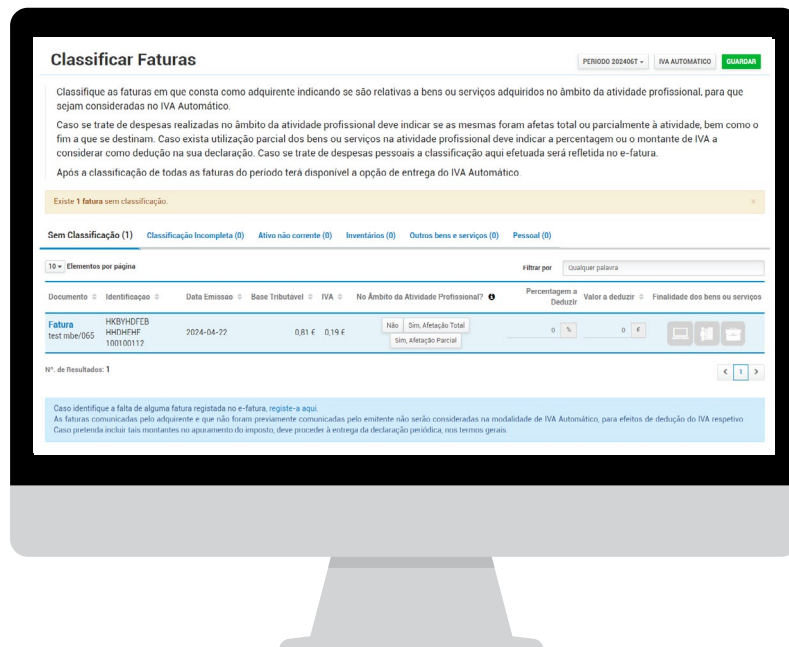 Classificar Faturas
PERIODO 202406T
IVA AUTOMATICO
GUARDAR
Classifique as faturas em que consta como adquirente indicando se são relativas a bens ou serviços adquiridos no âmbito da atividade profissional, para que
sejam consideradas no IVA Automático.
Caso se trate de despesas realizadas no âmbito da atividade profissional deve indicar se as mesmas foram afetas total ou parcialmente à atividade, bem como o
fim a que se destinam. Caso exista utilização parcial dos bens ou serviços na atividade profissional deve indicar a percentagem ou o montante de IVA a
considerar como dedução na sua declaração. Caso se trate de despesas pessoais a classificação aqui efetuada será refletida no e-fatura.
Após a classificação de todas as faturas do periodo terá disponível a opção de entrega do IVA Automático.
Existe 1 fatura sem classificação. ×
Sem Classificação (1) Classificação Incompleta (0) Ativo não corrente (0) Inventários (0) Outros bens e serviços (0) Pessoal (0)
10 Elementos por página
Filtrar por Qualquer palavra
Documento Identificaçao Data Emissao Base Tributavel IVA No Âmbito da Atividade Profissional? Percentagem a Deduzir Valor a deduzir Finalidade dos bens ou serviços
Fatura
test mbe/065
HHDHFHF
100100112
2024-04-22 0,81 € 0,19 €
Não Sim, Afetação Total
Sim, Afetação Parcial
0 % 0 €
Nº. de Resultados: 1
< 1 >
Caso identifique a falta de alguma fatura registada no e-fatura, registe-a aqui.
As faturas comunicadas pelo adquirente e que não foram previamente comunicadas pelo emitente não serão consideradas na modalidade de IVA Automático, para efeitos de dedução do IVA respetivo
Caso pretenda incluir tais montantes no apuramento do imposto, deve proceder à entrega da declaração periódica, nos termos gerais